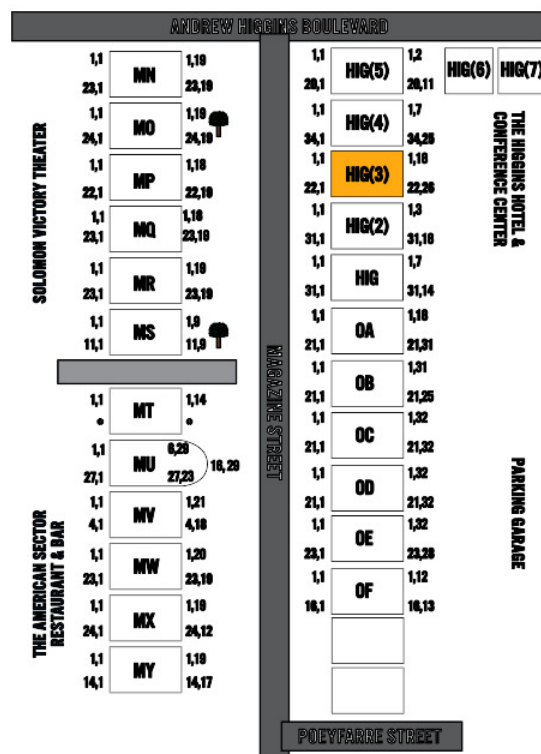 ANDREW HIGGINS BOULEVARD
1,1 MN 1,19
23,1 23,19
1,1 MO 1,19
24,1 24,19
1,1 MP 1,18
22,1 22,19
1,1 MQ 1,18
23,1 23,19
1,1 MR 1,19
23,1 23,19
1,1 MS 1,9
11,1 11,9
SOLOMON VICTORY THEATER
1,1 MT 1,14
1,1 MU 6,29
27,1 27,23 16,29
1,1 MV 1,21
4,1 4,18
1,1 MW 1,20
23,1 23,19
1,1 MX 1,19
24,1 24,12
1,1 MY 1,19
14,1 14,17
THE AMERICAN SECTOR
RESTAURANT & BAR
MAGAZINE STREET
1,1 HIG(5) 1,2 HIG(6) HIG(7)
20,1 20,11
1,1 HIG(4) 1,7
34,1 34,25
1,1 HIG(3) 1,16
22,1 22,26
1,1 HIG(2) 1,3
31,1 31,16
1,1 HIG 1,7
31,1 31,14
1,1 OA 1,16
21,1 21,31
1,1 OB 1,31
21,1 21,25
1,1 OC 1,32
21,1 21,32
1,1 OD 1,32
21,1 21,32
1,1 OE 1,32
23,1 23,28
1,1 OF 1,12
16,1 16,13
THE HIGGINS HOTEL &
CONFERENCE CENTER
PARKING GARAGE
POEYFARRE STREET